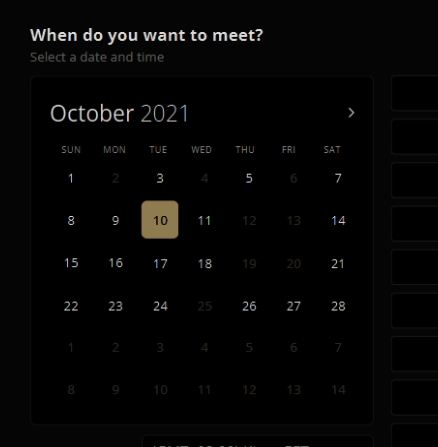 When do you want to meet?
Select a date and time
October 2021
SUN MON TUE WED THU FRI SAT
1 2 3 4 5 6 7
8 9 10 11 12 13 14
15 16 17 18 19 20 21
22 23 24 25 26 27 28
1 2 3 4 5 6 7
8 9 10 11 12 13 14